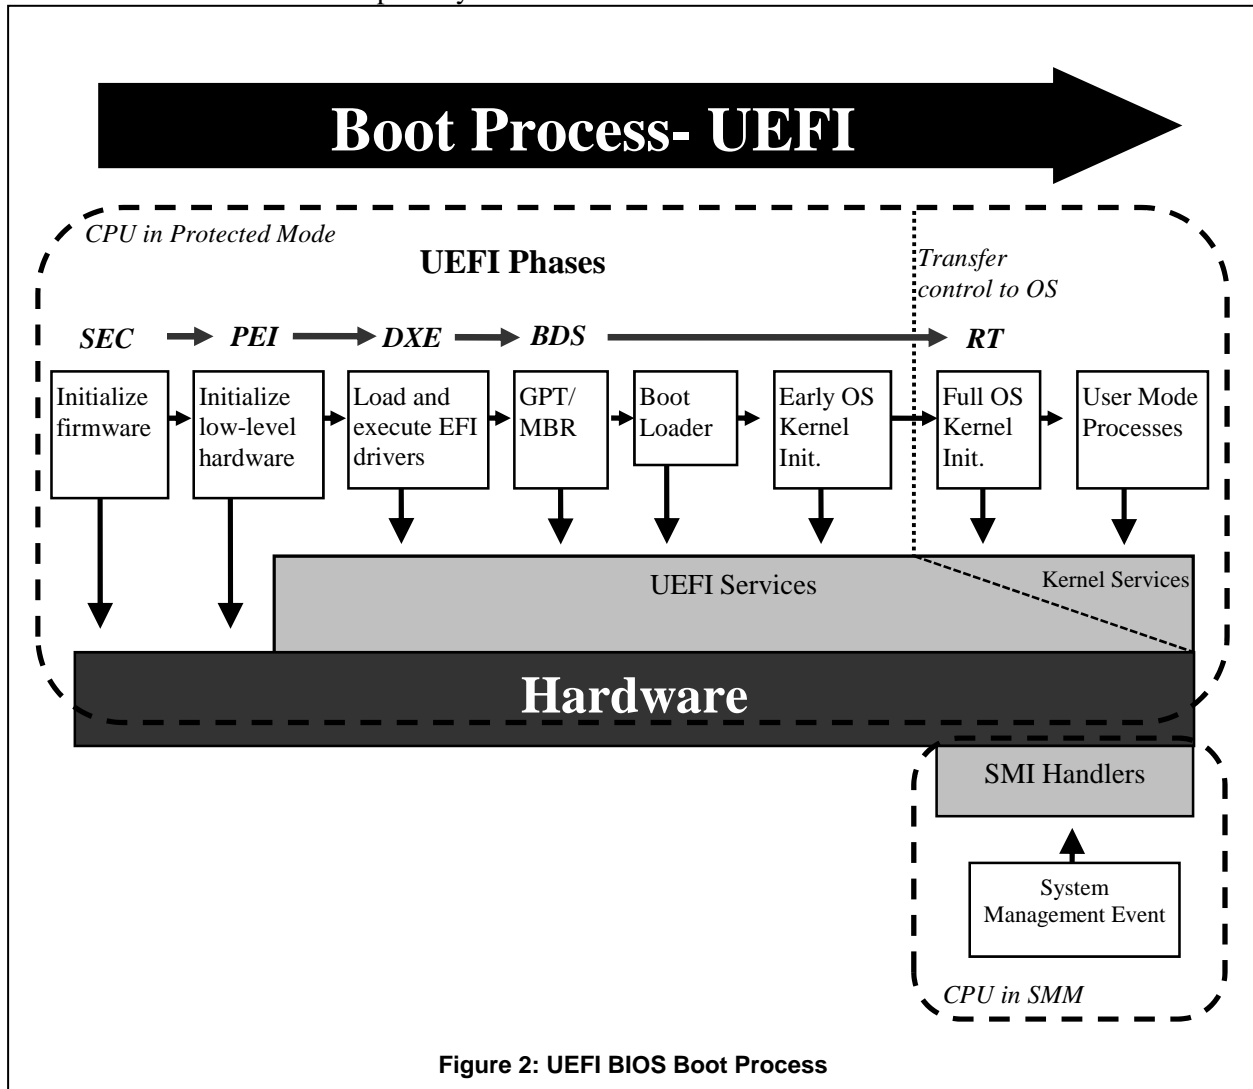 Boot Process- UEFI
CPU in Protected Mode
UEFI Phases
Transfer
control to OS
SEC
PEI
DXE
BDS
RT
Initialize
firmware
Initialize
low-level
hardware
Load and
execute EFI
drivers
GPT/
MBR
Boot
Loader
Early OS
Kernel
Init.
Full OS
Kernel
Init.
User Mode
Processes
UEFI Services
Kernel Services
Hardware
SMI Handlers
System
Management Event
CPU in SMM
Figure 2: UEFI BIOS Boot Process